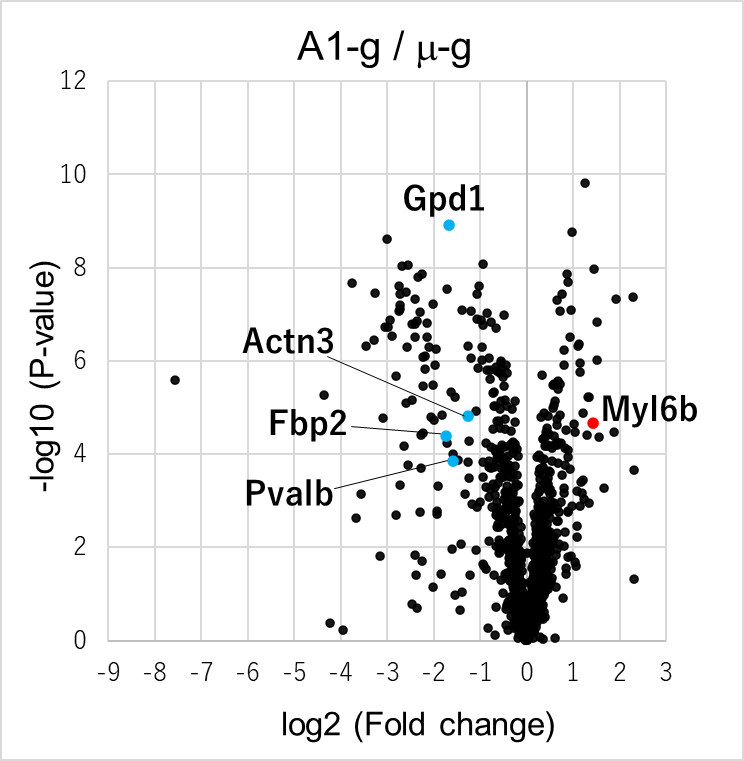 A1-g / μ-g
12
10
8
6
4
2
0
-log10 (P-value)
Gpd1
Actn3
Fbp2
Pvalb
Myl6b
-9 -8 -7 -6 -5 -4 -3 -2 -1 0 1 2 3
log2 (Fold change)